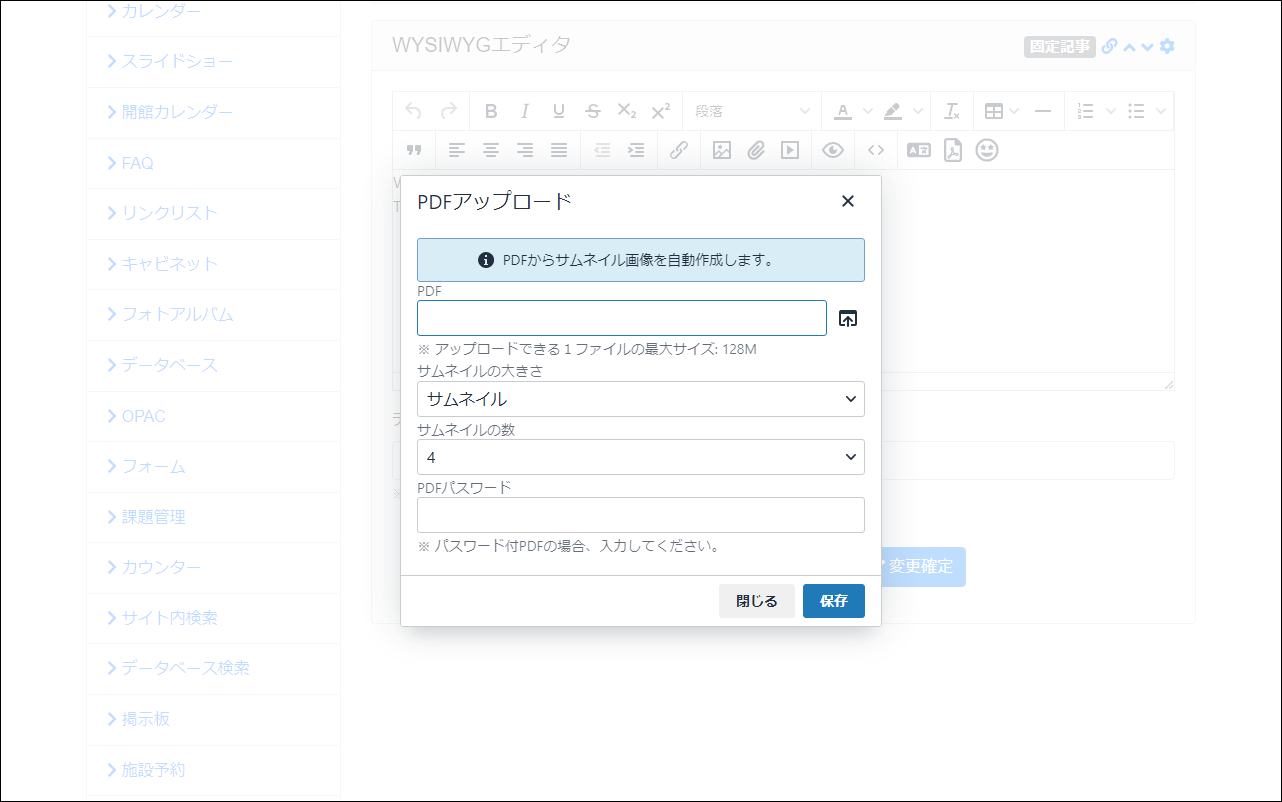 カレンダー
スライドショー
開館カレンダー
FAQ
リンクリスト
キャビネット
フォトアルバム
データベース
OPAC
フォーム
課題管理
カウンター
サイト内検索
データベース検索
掲示板
施設予約
WYSIWYGエディタ
固定記事
段落
PDFアップロード
PDFからサムネイル画像を自動作成します。
PDF
※ アップロードできる１ファイルの最大サイズ: 128M
サムネイルの大きさ
サムネイル
サムネイルの数
4
PDFパスワード
※ パスワード付PDFの場合、入力してください。
閉じる
保存
変更確定